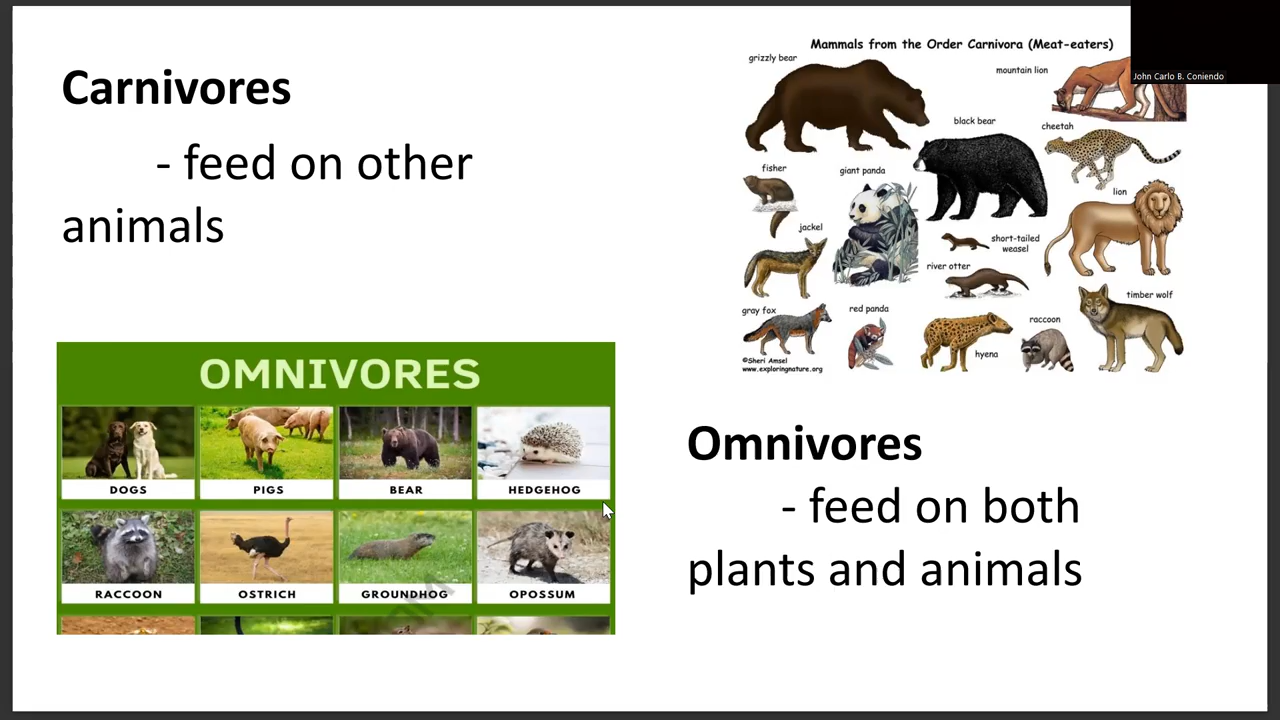 Carnivores
- feed on other
animals
Mammals from the Order Carnivora (Meat-eaters)
grizzly bear
mountain lion
John Carlo B. Coniendo
black bear
cheetah
fisher
giant panda
lion
jackel
short-tailed
weasel
river otter
timber wolf
gray fox
red panda
raccoon
hyena
©Sheri Amsel
www.exploringnature.org
OMNIVORES
DOGS
PIGS
BEAR
HEDGEHOG
RACCOON
OSTRICH
GROUNDHOG
OPOSSUM
Omnivores
- feed on both
plants and animals